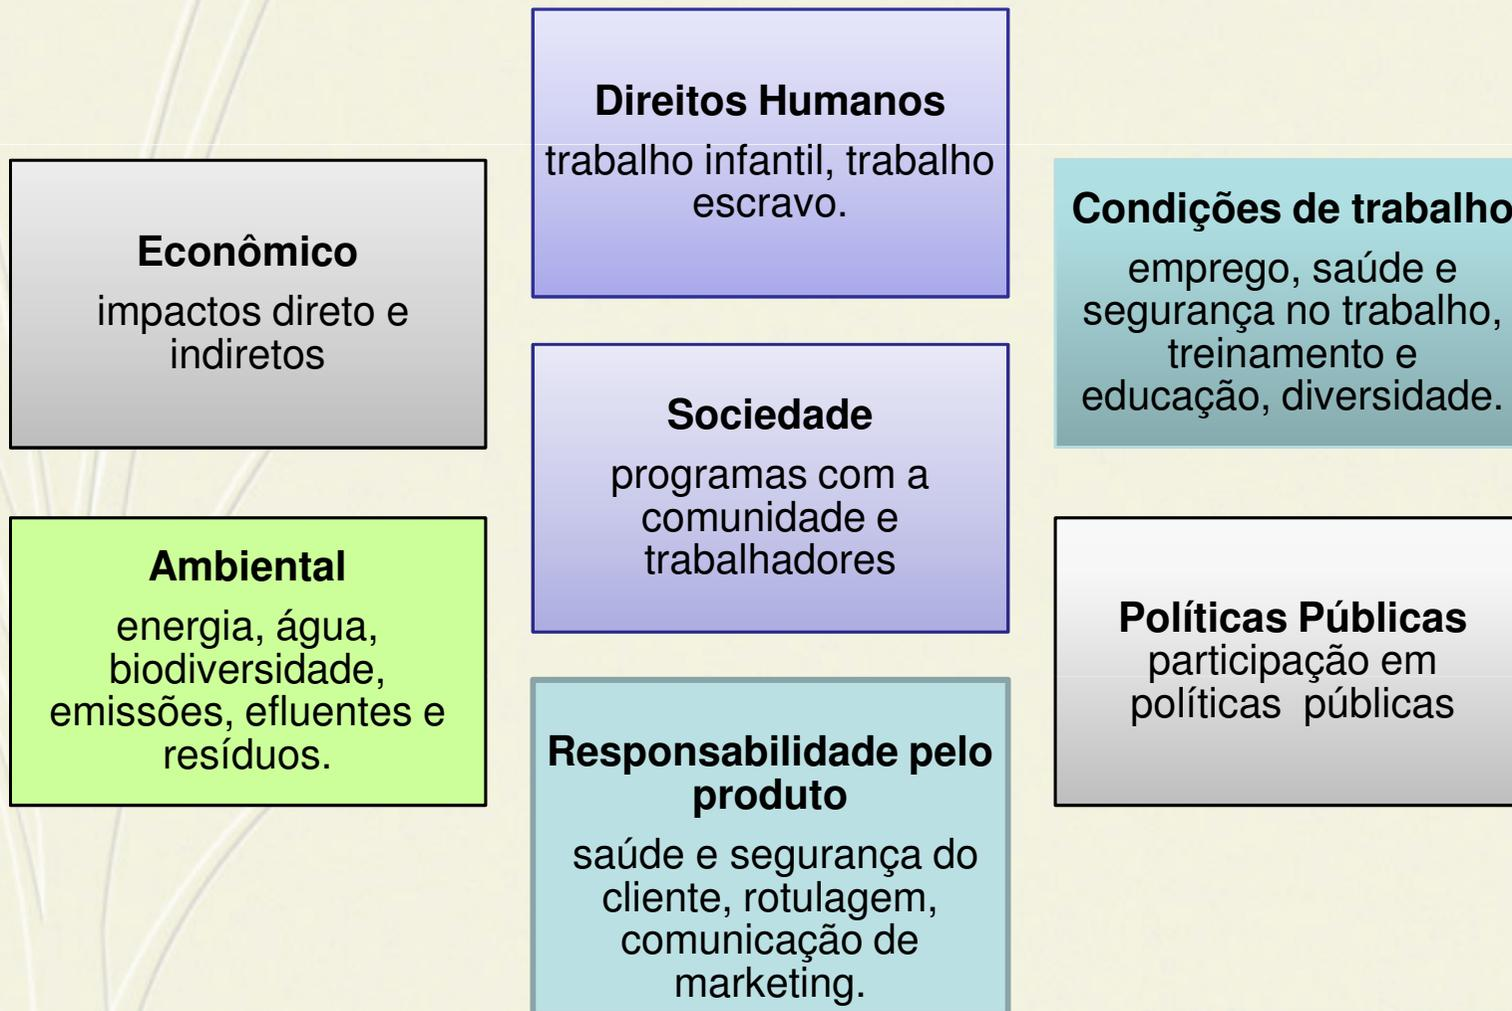 Direitos Humanos
trabalho infantil, trabalho
escravo.
Econômico
impactos direto e
indiretos
Condições de trabalho
emprego, saúde e
segurança no trabalho,
treinamento e
educação, diversidade.
Sociedade
programas com a
comunidade e
trabalhadores
Ambiental
energia, água,
biodiversidade,
emissões, efluentes e
resíduos.
Políticas Públicas
participação em
políticas  públicas
Responsabilidade pelo
produto
saúde e segurança do
cliente, rotulagem,
comunicação de
marketing.